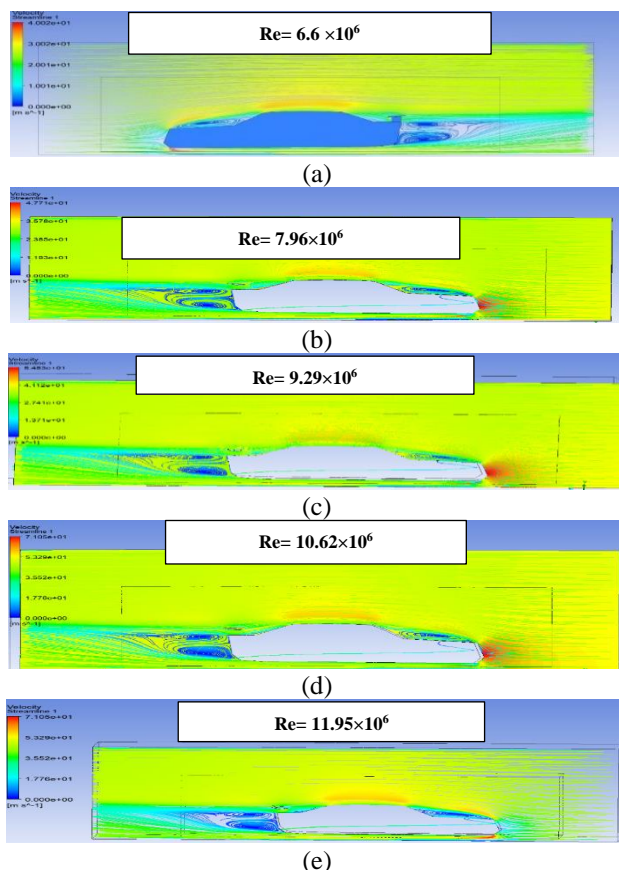 Velocity
Streamline 1
4.002e+01
3.002e+01
2.001e+01
1.001e+01
0.000e+00
[m s^-1]
Re= 6.6 ×10⁶
(a)
Velocity
Streamline 1
4.771e+01
3.578e+01
2.385e+01
1.193e+01
0.000e+00
[m s^-1]
Re= 7.96×10⁶
(b)
Velocity
Streamline 1
4.112e+01
2.741e+01
1.371e+01
0.000e+00
[m s^-1]
Re= 9.29×10⁶
(c)
Velocity
Streamline 1
7.105e+01
5.329e+01
3.552e+01
1.776e+01
0.000e+00
[m s^-1]
Re= 10.62×10⁶
(d)
Velocity
Streamline 1
7.105e+01
5.329e+01
3.552e+01
1.776e+01
0.000e+00
[m s^-1]
Re= 11.95×10⁶
(e)